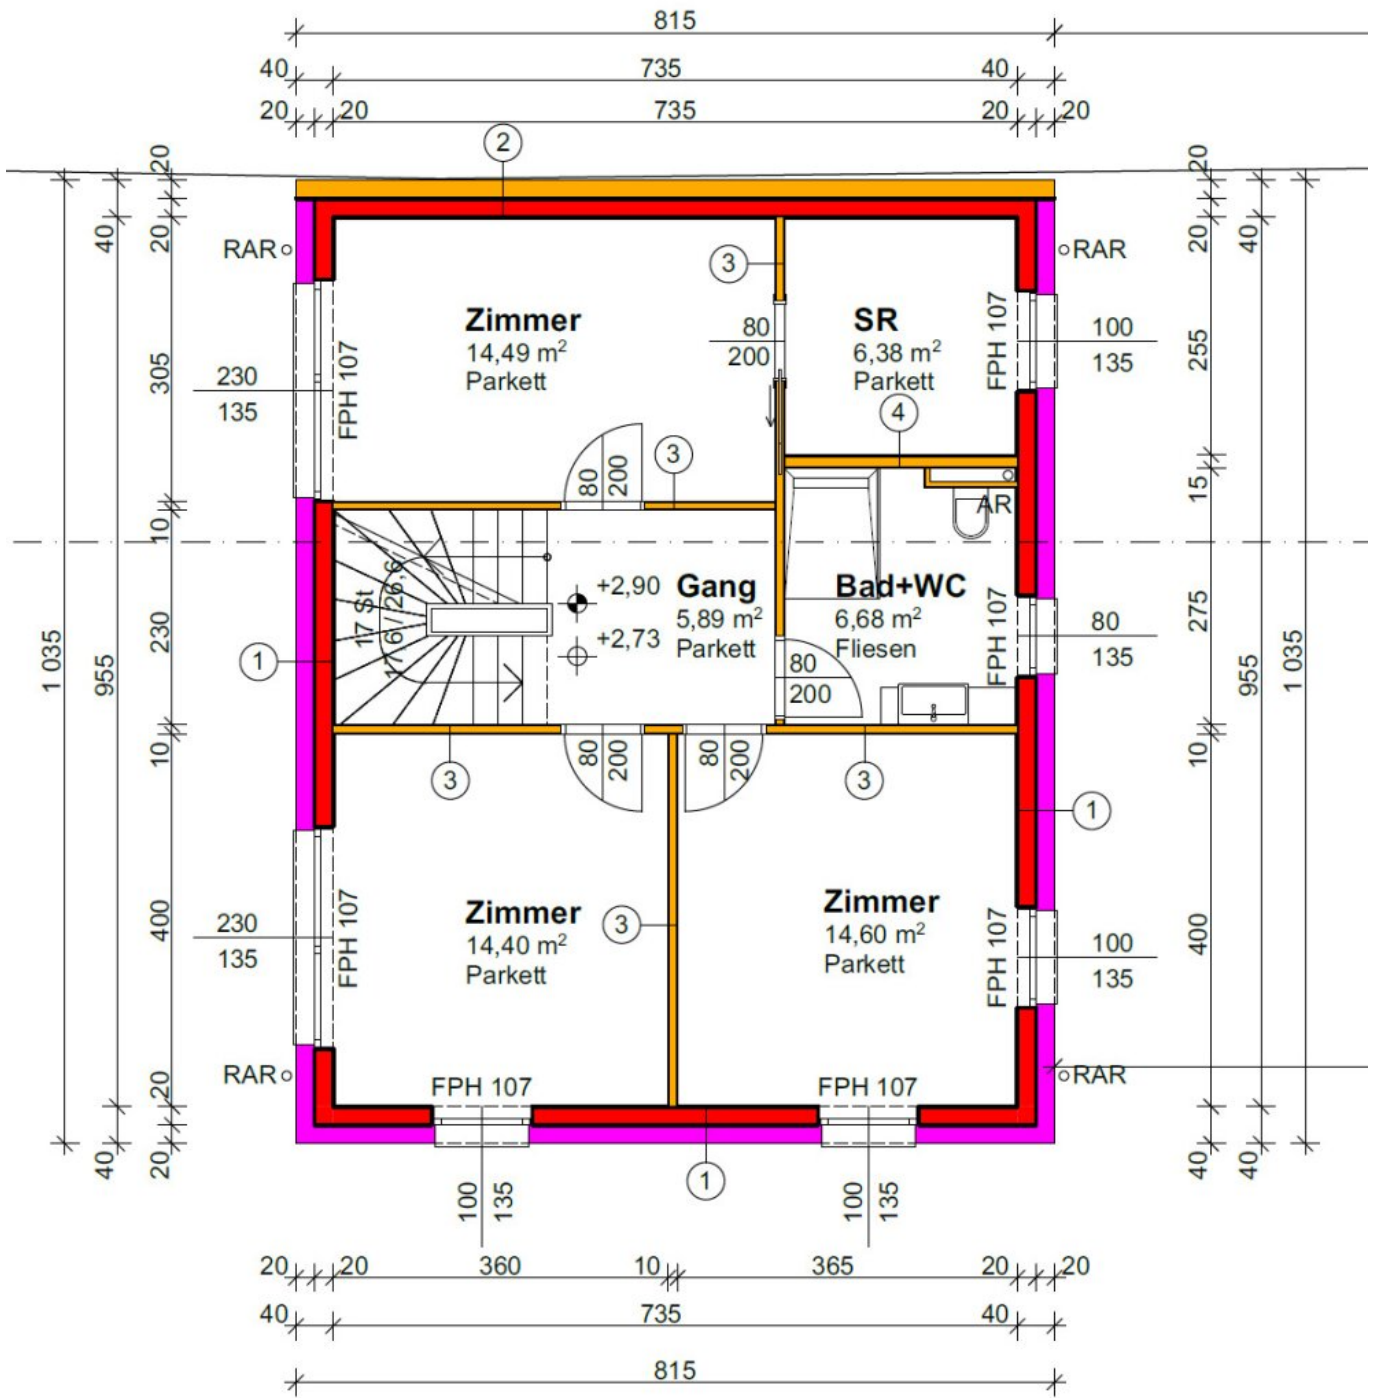 815
40 735 40
20 20 735 20 20
2
20 20
40 20 20 40
RAR RAR
3
Zimmer
14,49 m²
Parkett
80
200
SR
6,38 m²
Parkett
FPH 107
100
135
305
230
135
FPH 107
255
4
3
80
200
15
AR
10
17 St
17,6 / 26,6
+2,90
+2,73
Gang
5,89 m²
Parkett
Bad+WC
6,68 m²
Fliesen
FPH 107
80
135
1 035
955
230
1
80
200
275
955
1 035
10
3
80
200
80
200
3
10
1
400
230
135
FPH 107
Zimmer
14,40 m²
Parkett
3
Zimmer
14,60 m²
Parkett
FPH 107
100
135
400
RAR RAR
FPH 107 FPH 107
20
40 20 40 40
1
100
135
100
135
20 20 360 10 365 20 20
40 735 40
815